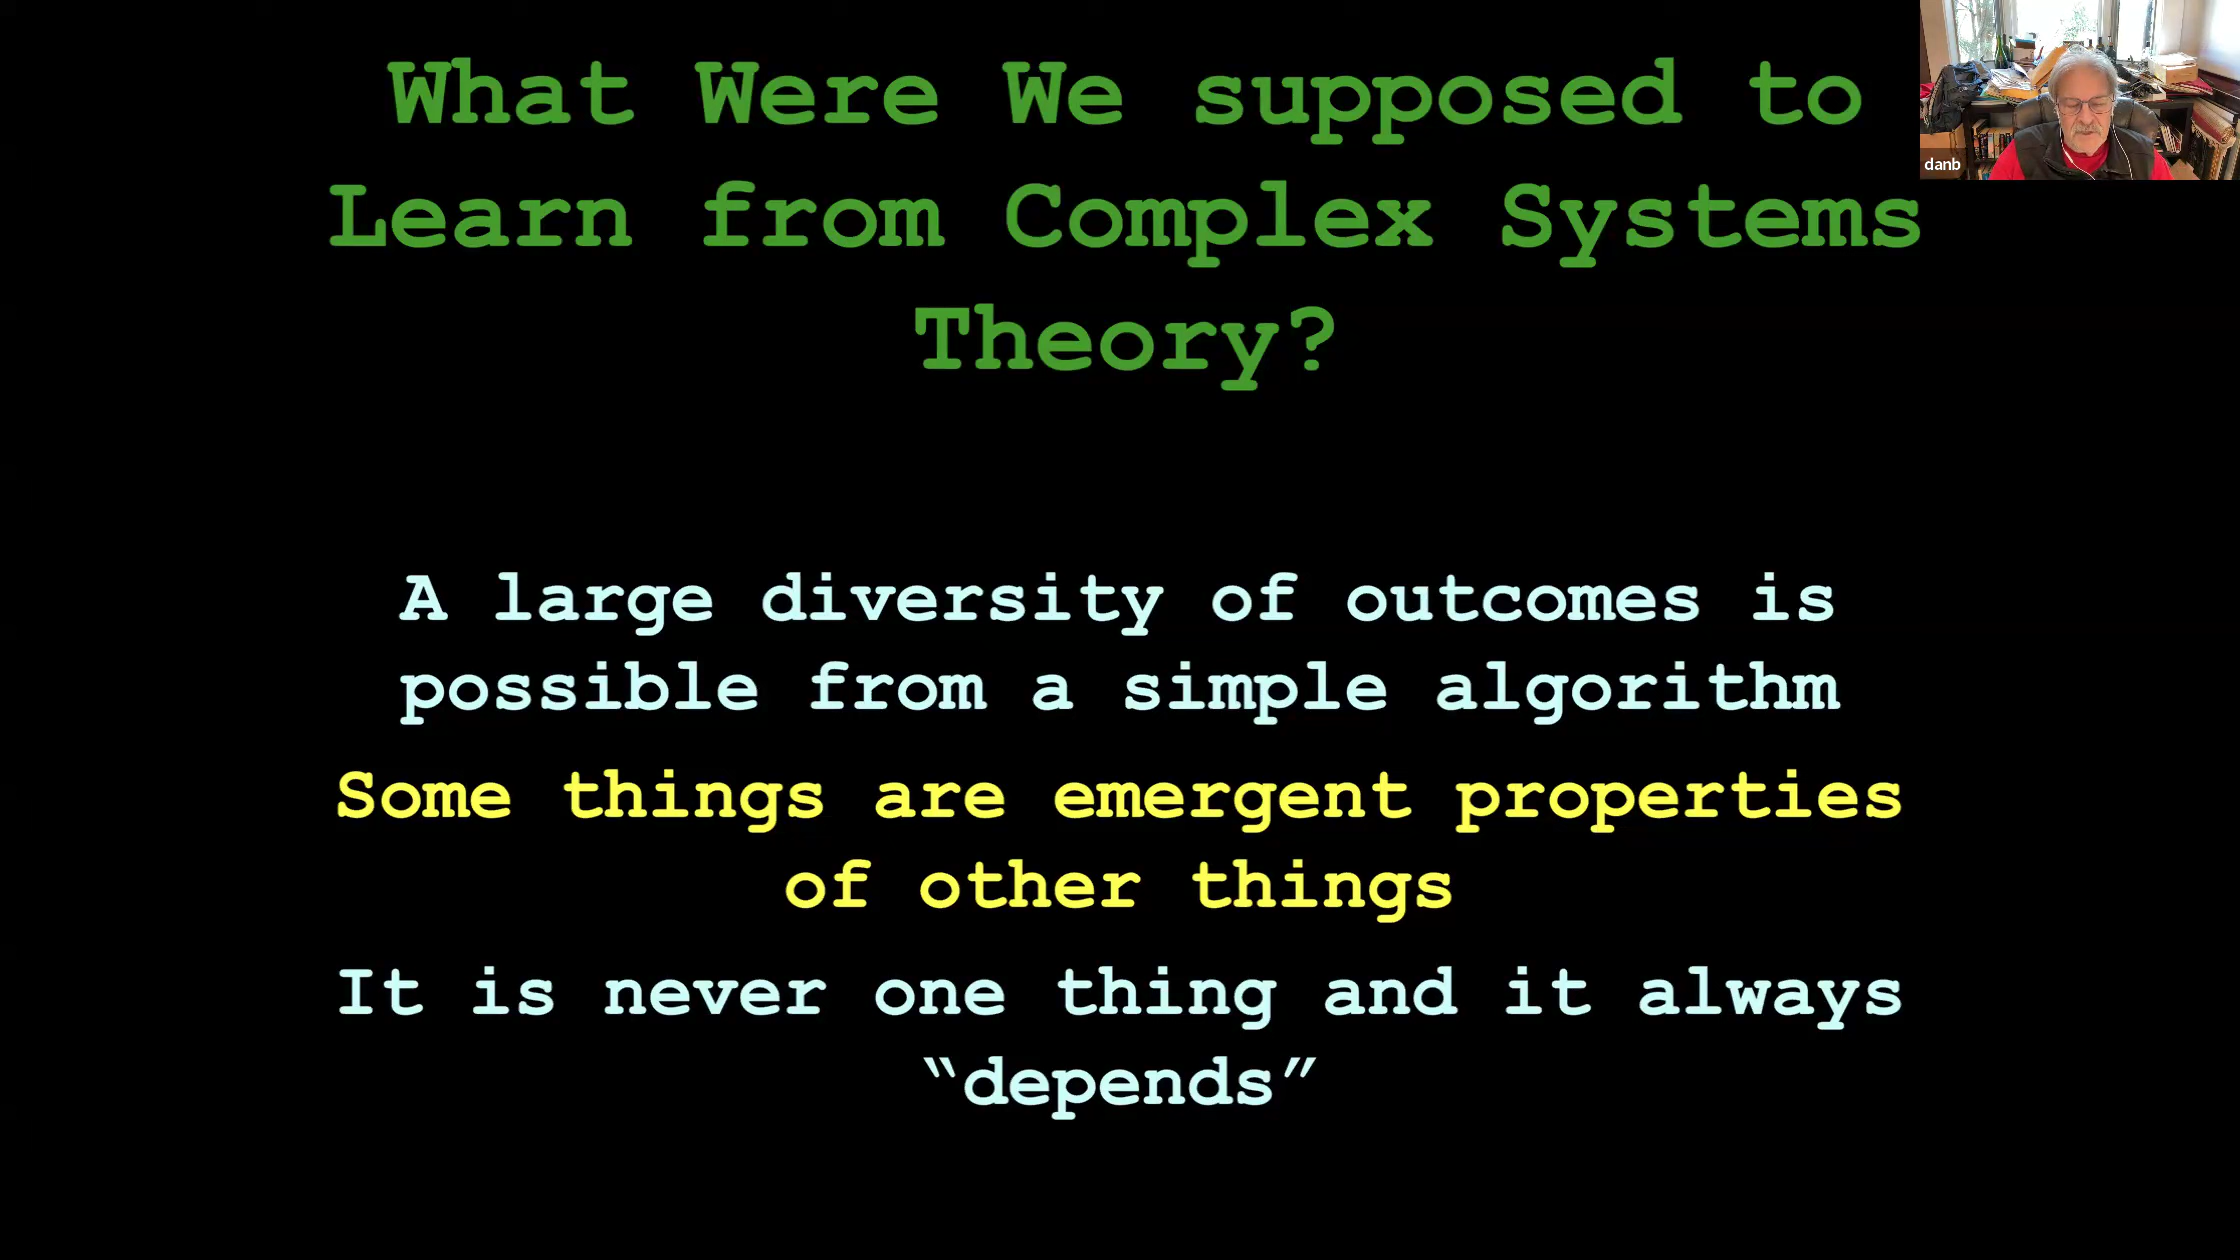 What Were We supposed to
Learn from Complex Systems
Theory?
danb
A large diversity of outcomes is
possible from a simple algorithm
Some things are emergent properties
of other things
It is never one thing and it always
“depends”